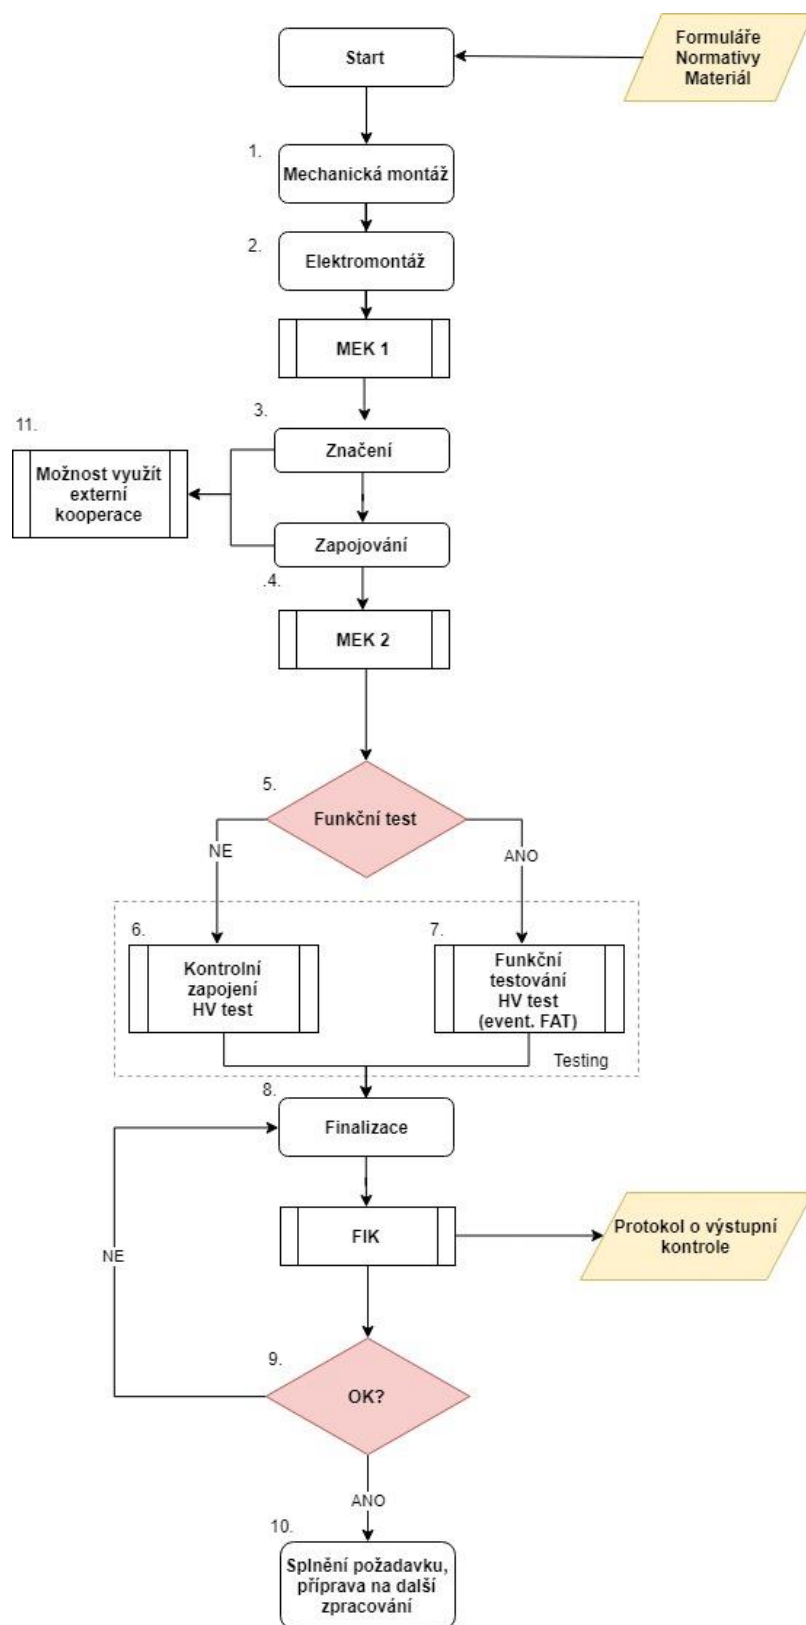 Start
Formuláře
Normativy
Materiál
1.
Mechanická montáž
2.
Elektromontáž
MEK 1
3.
Značení
11.
Možnost využít
externí
kooperace
Zapojování
.4.
MEK 2
5.
Funkční test
NE
ANO
6.
Kontrolní
zapojení
HV test
7.
Funkční
testování
HV test
(event. FAT)
Testing
8.
Finalizace
FIK
Protokol o výstupní
kontrole
NE
9.
OK?
ANO
10.
Splnění požadavku,
příprava na další
zpracování